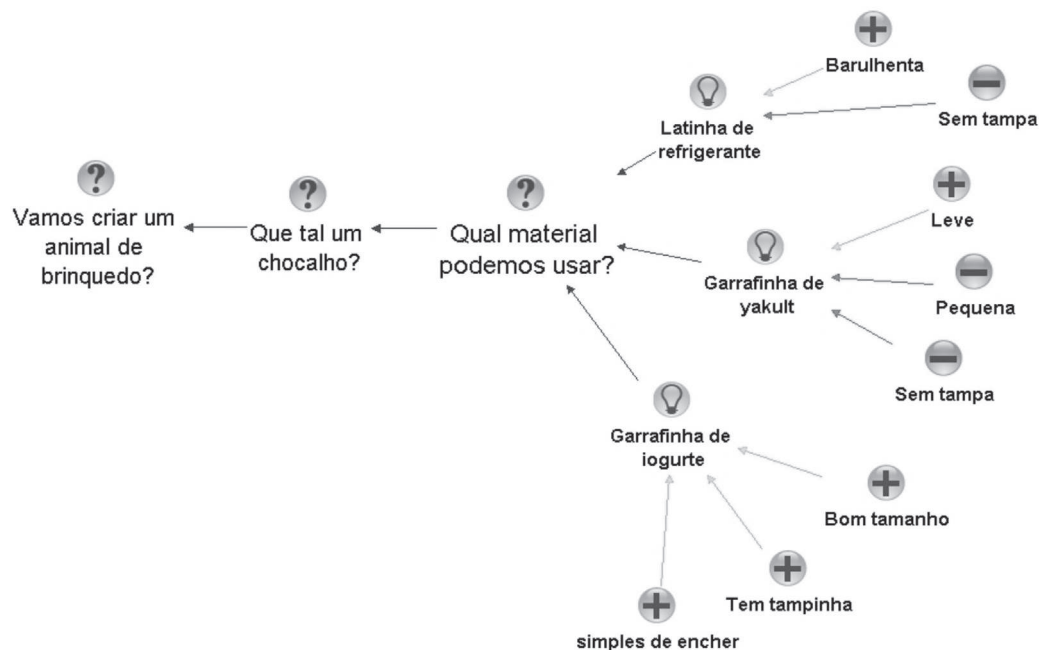 Vamos criar um
animal de
brinquedo?
Que tal um
chocalho?
Qual material
podemos usar?
Latinha de
refrigerante
Barulhenta
Sem tampa
Garrafinha de
yakult
Leve
Pequena
Sem tampa
Garrafinha de
iogurte
Bom tamanho
Tem tampinha
simples de encher